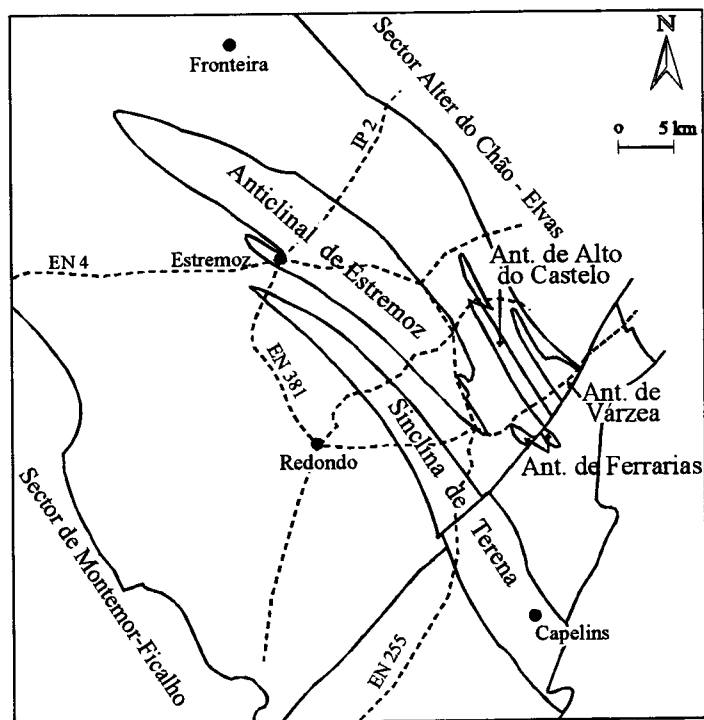 Fronteira
N
Sector Alter do Chão - Elvas
o 5 km
IP 2
Anticlinal de Estremoz
Ant. de Alto
do Castelo
Estremoz
EN 4
EN 381
Ant. de
Várzea
Redondo
Sinclína de Terena
Ant. de Ferrarias
Sector de Montemor-Ficalho
Capelins
EN 255